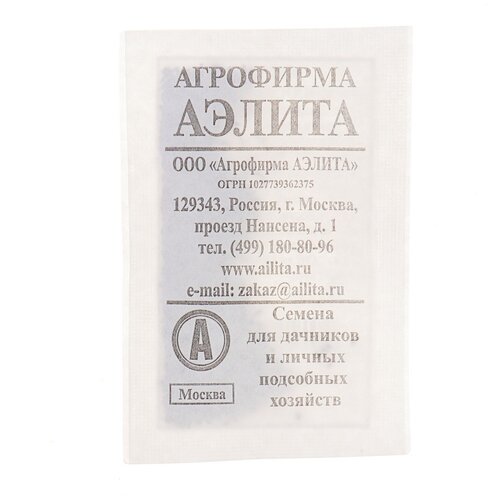 АГРОФИРМА
АЭЛИТА
ООО «Агрофирма АЭЛИТА»
ОГРН 1027739362375
129343, Россия, г. Москва,
проезд Нансена, д. 1
тел. (499) 180-80-96
www.ailita.ru
e-mail: zakaz@ailita.ru
А
Москва
Семена
для дачников
и личных
подсобных
хозяйств